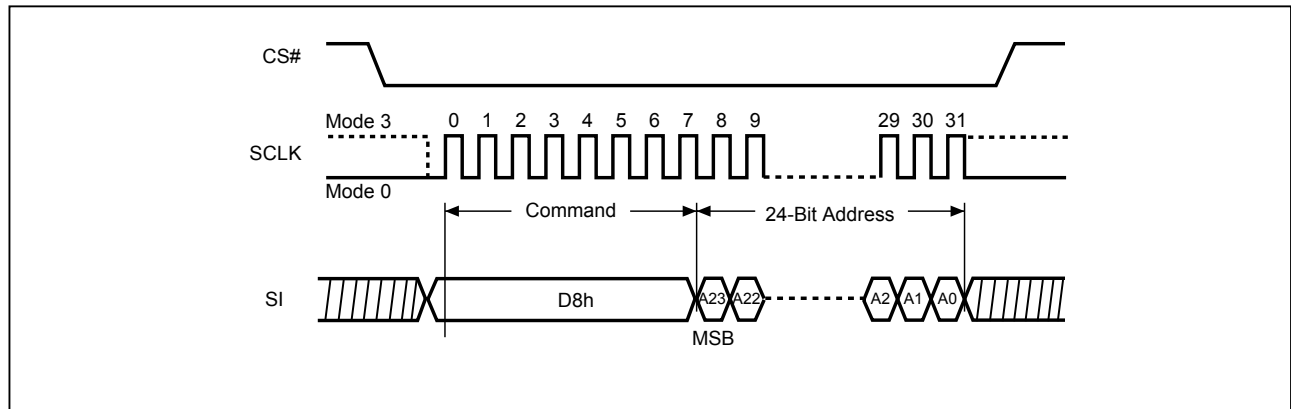 CS#
Mode 3
0 1 2 3 4 5 6 7 8 9 29 30 31
SCLK
Mode 0
Command 24-Bit Address
SI D8h A23 A22 A2 A1 A0
MSB